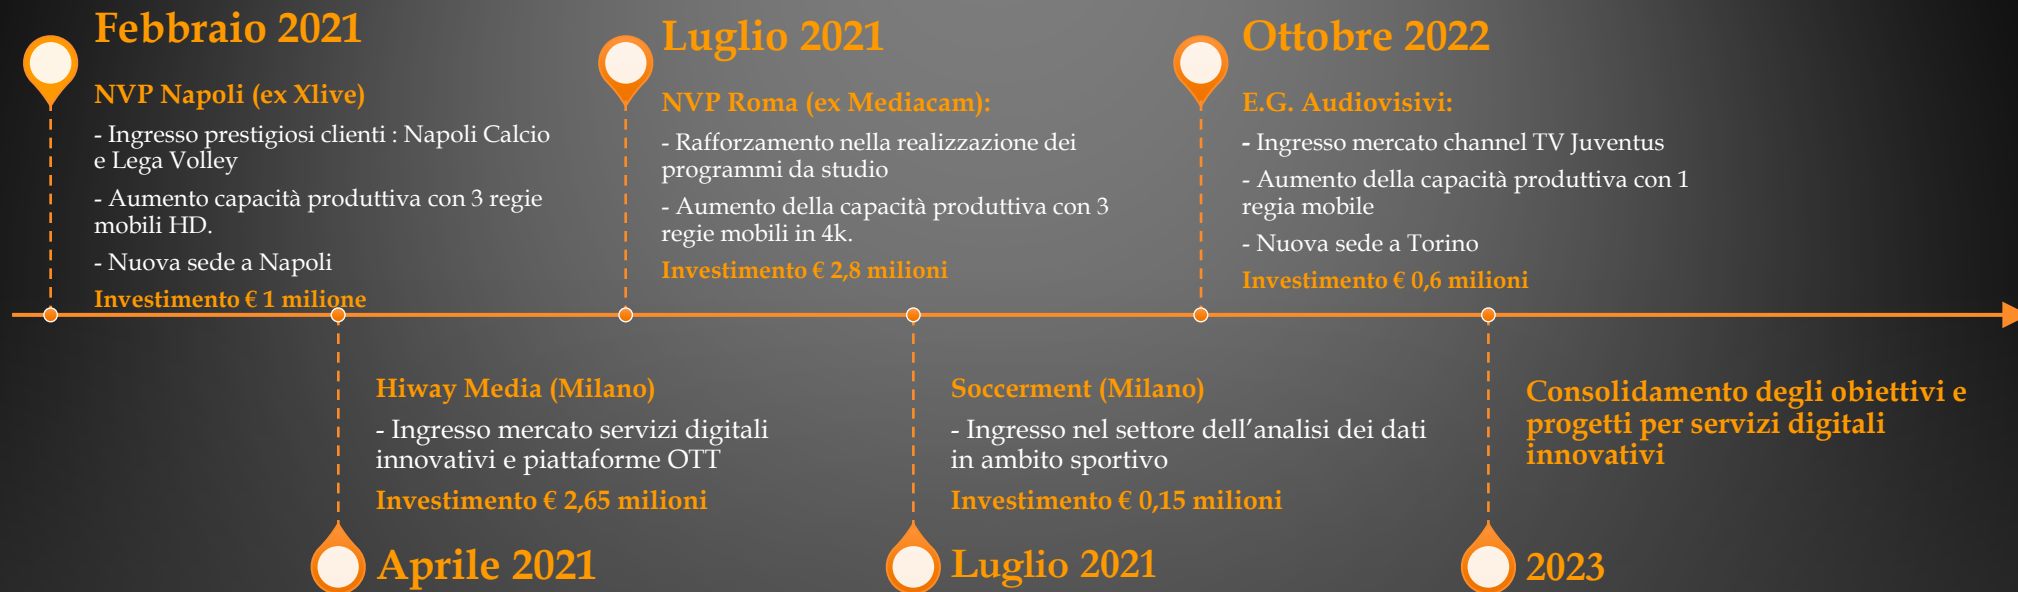 Febbraio 2021
NVP Napoli (ex Xlive)
- Ingresso prestigiosi clienti : Napoli Calcio
e Lega Volley
- Aumento capacità produttiva con 3 regie
mobili HD.
- Nuova sede a Napoli
Investimento € 1 milione
Hiway Media (Milano)
- Ingresso mercato servizi digitali
innovativi e piattaforme OTT
Investimento € 2,65 milioni
Aprile 2021
Luglio 2021
NVP Roma (ex Mediacam):
- Rafforzamento nella realizzazione dei
programmi da studio
- Aumento della capacità produttiva con 3
regie mobili in 4k.
Investimento € 2,8 milioni
Soccerment (Milano)
- Ingresso nel settore dell’analisi dei dati
in ambito sportivo
Investimento € 0,15 milioni
Luglio 2021
Ottobre 2022
E.G. Audiovisivi:
- Ingresso mercato channel TV Juventus
- Aumento della capacità produttiva con 1
regia mobile
- Nuova sede a Torino
Investimento € 0,6 milioni
Consolidamento degli obiettivi e
progetti per servizi digitali
innovativi
2023